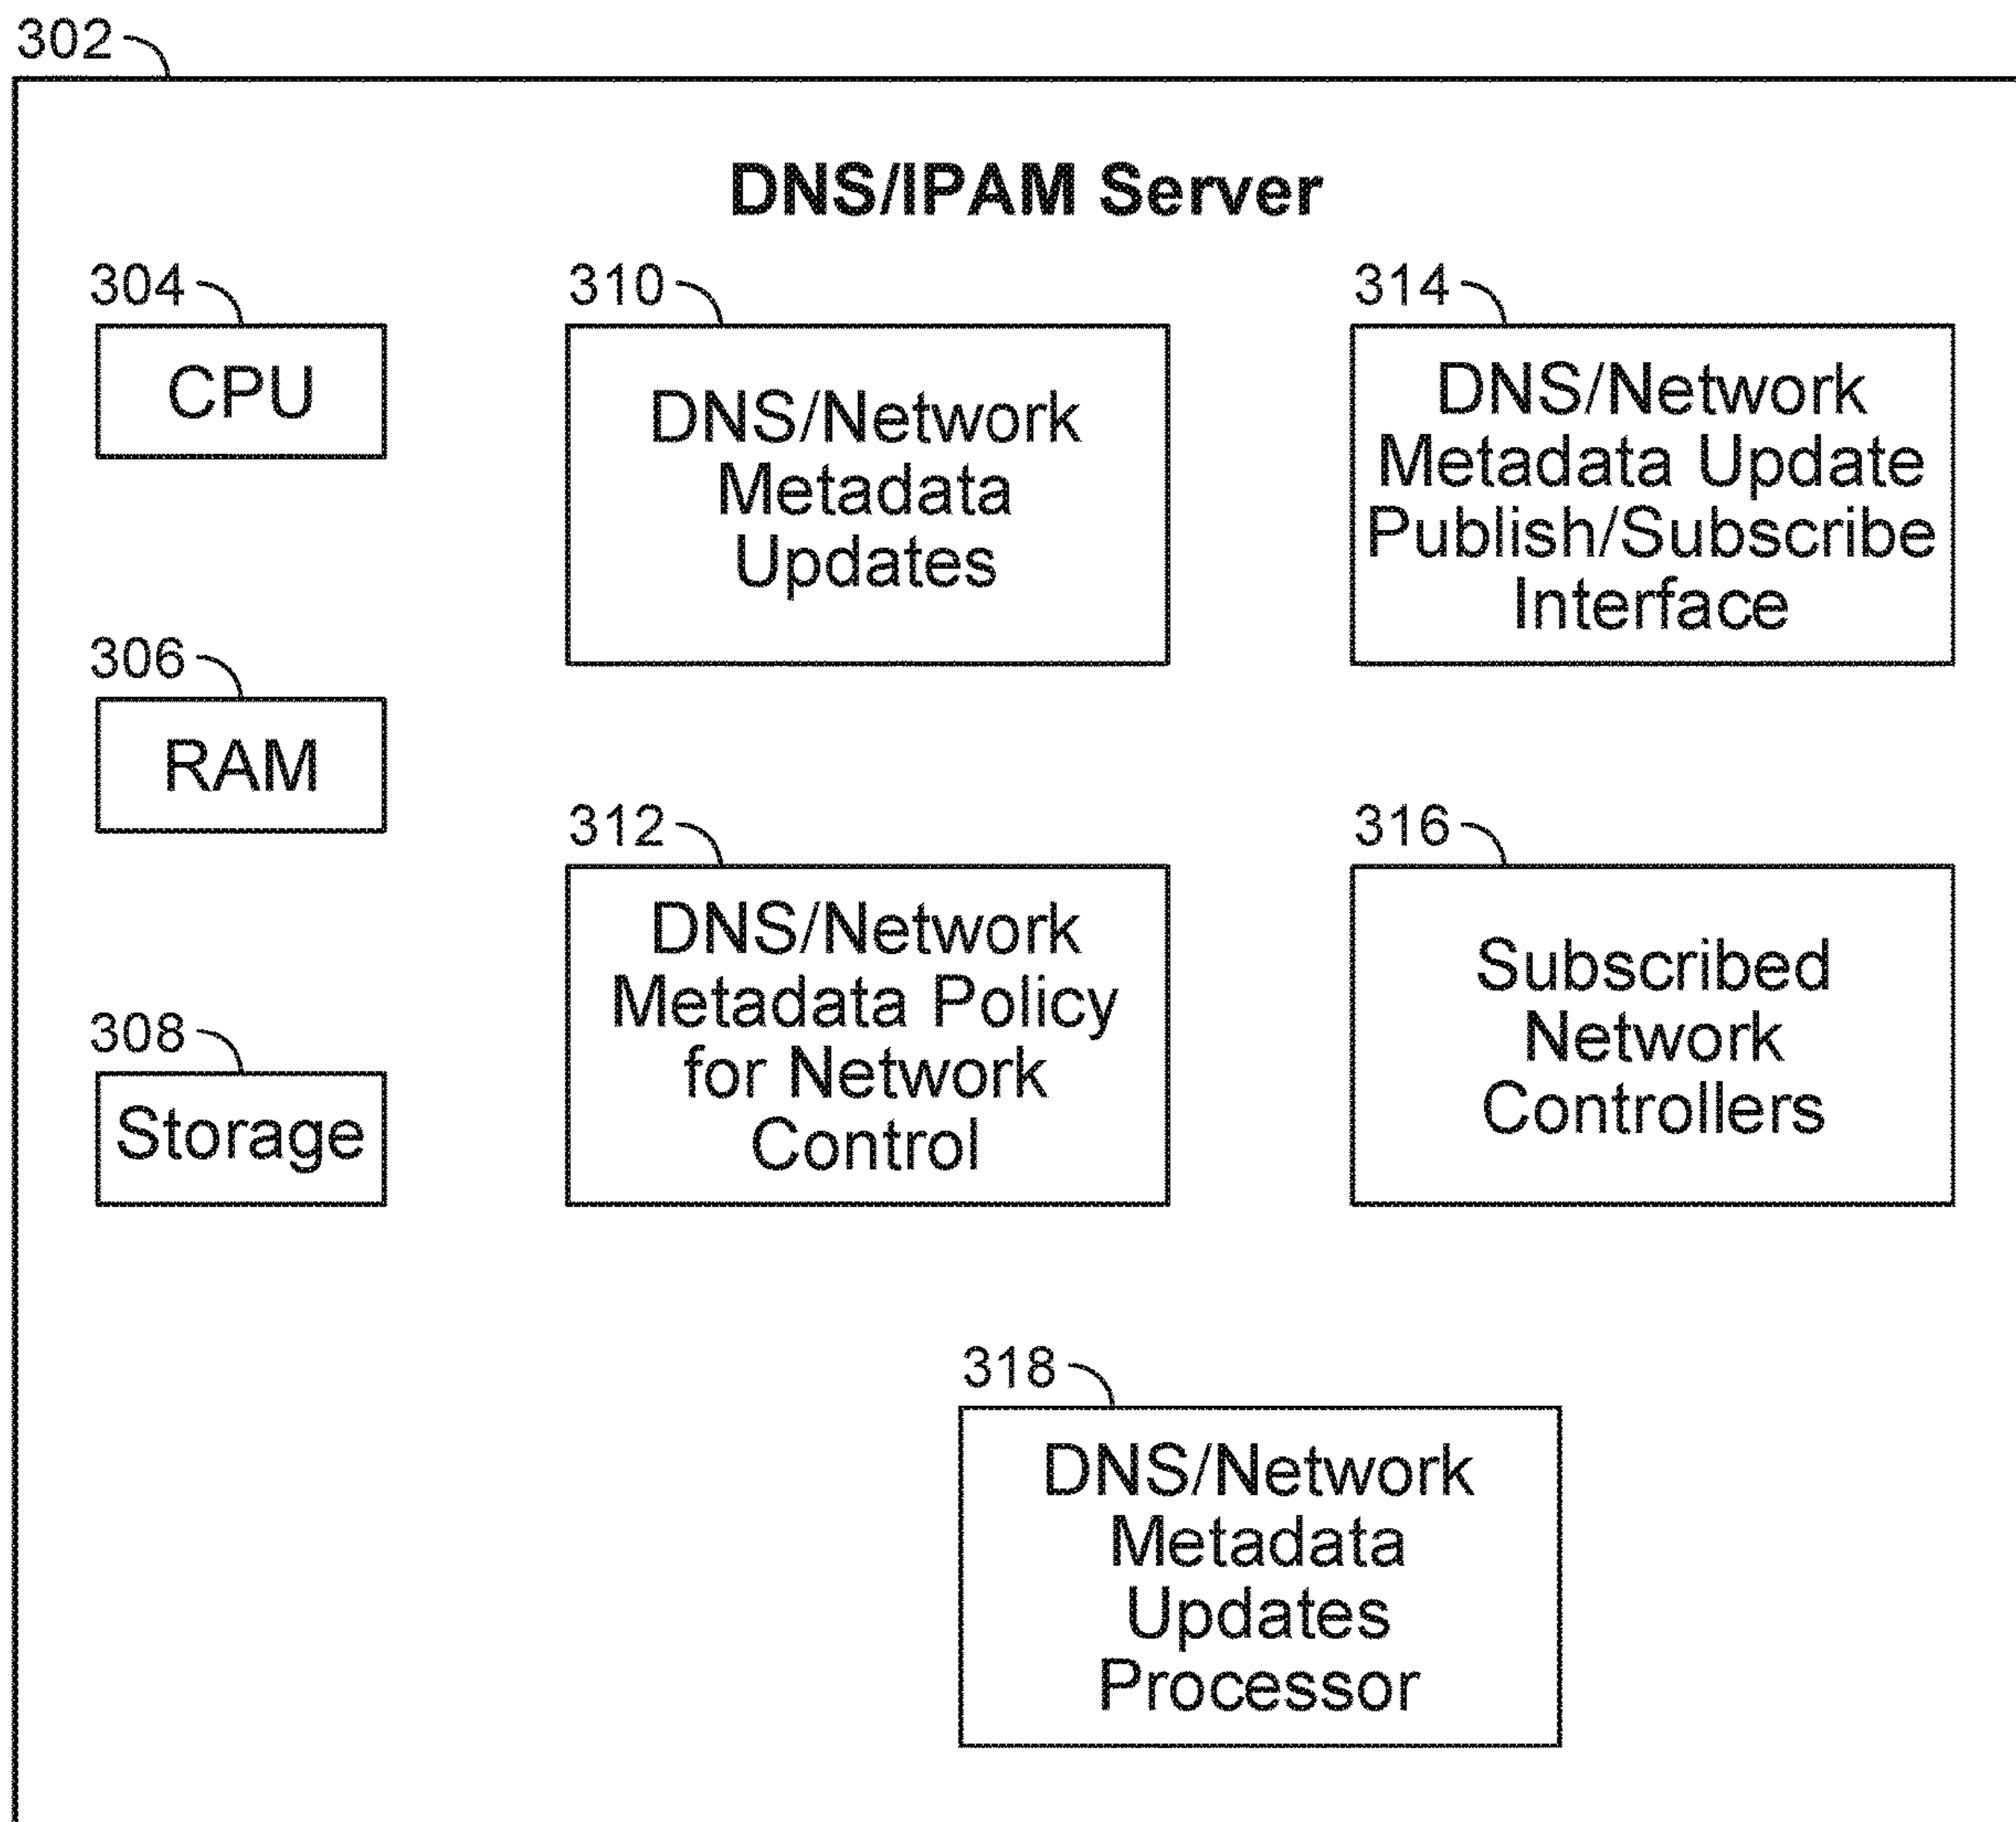 302
DNS/IPAM Server
304
CPU
306
RAM
308
Storage
310
DNS/Network
Metadata
Updates
312
DNS/Network
Metadata Policy
for Network
Control
314
DNS/Network
Metadata Update
Publish/Subscribe
Interface
316
Subscribed
Network
Controllers
318
DNS/Network
Metadata
Updates
Processor